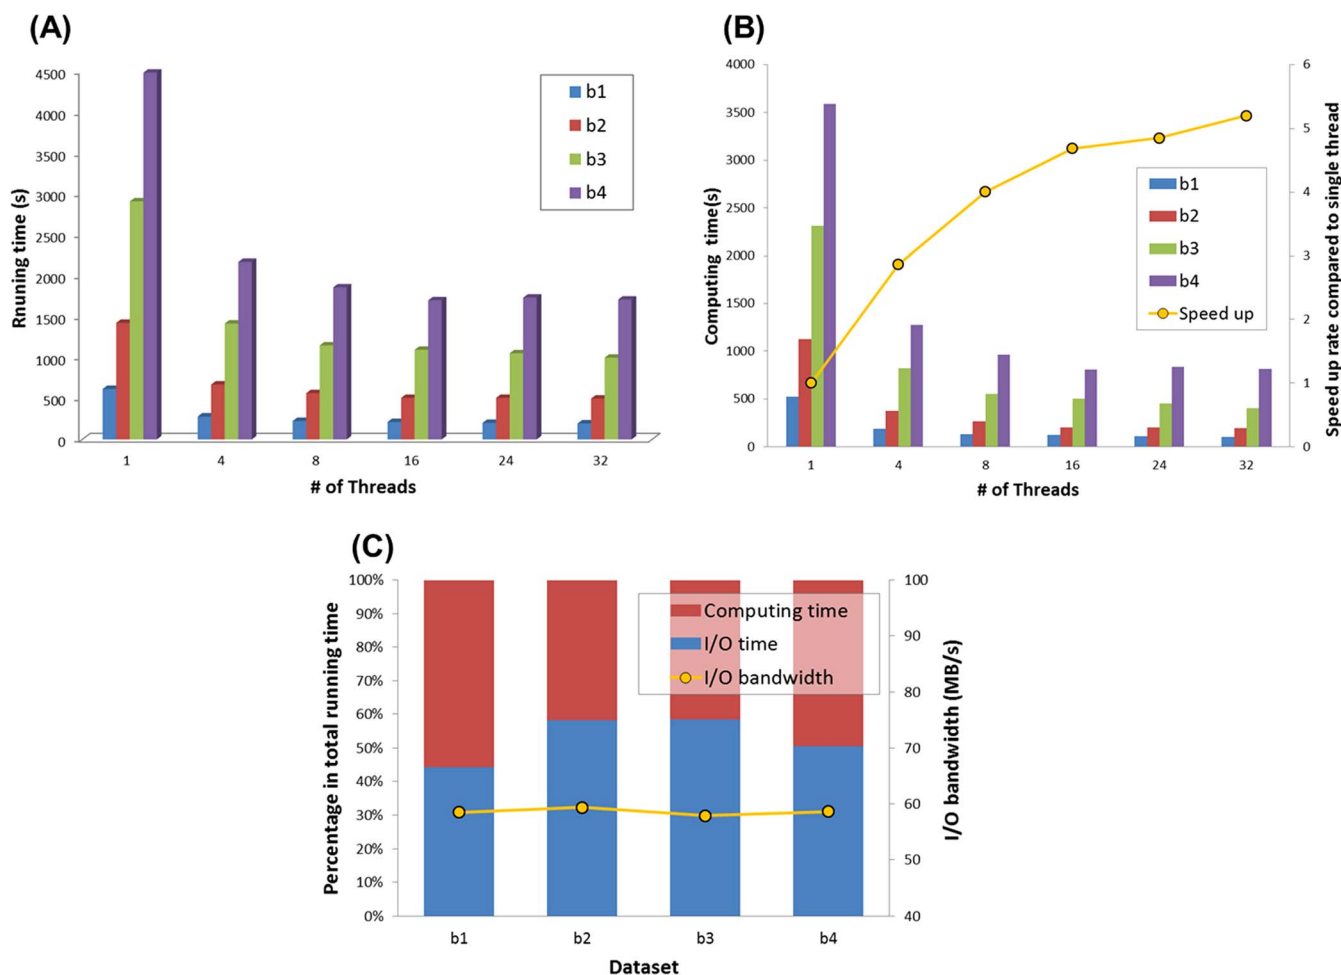 (A)
4500
4000
3500
3000
2500
2000
1500
1000
500
0
Rnuning time (s)
b1
b2
b3
b4
1 4 8 16 24 32
# of Threads
(B)
4000
3500
3000
2500
2000
1500
1000
500
0
Computing time(s)
6
5
4
3
2
1
0
Speed up rate compared to single thread
b1
b2
b3
b4
Speed up
1 4 8 16 24 32
# of Threads
(C)
100%
90%
80%
70%
60%
50%
40%
30%
20%
10%
0%
Percentage in total running time
Computing time
I/O time
I/O bandwidth
100
90
80
70
60
50
40
I/O bandwidth (MB/s)
b1 b2 b3 b4
Dataset